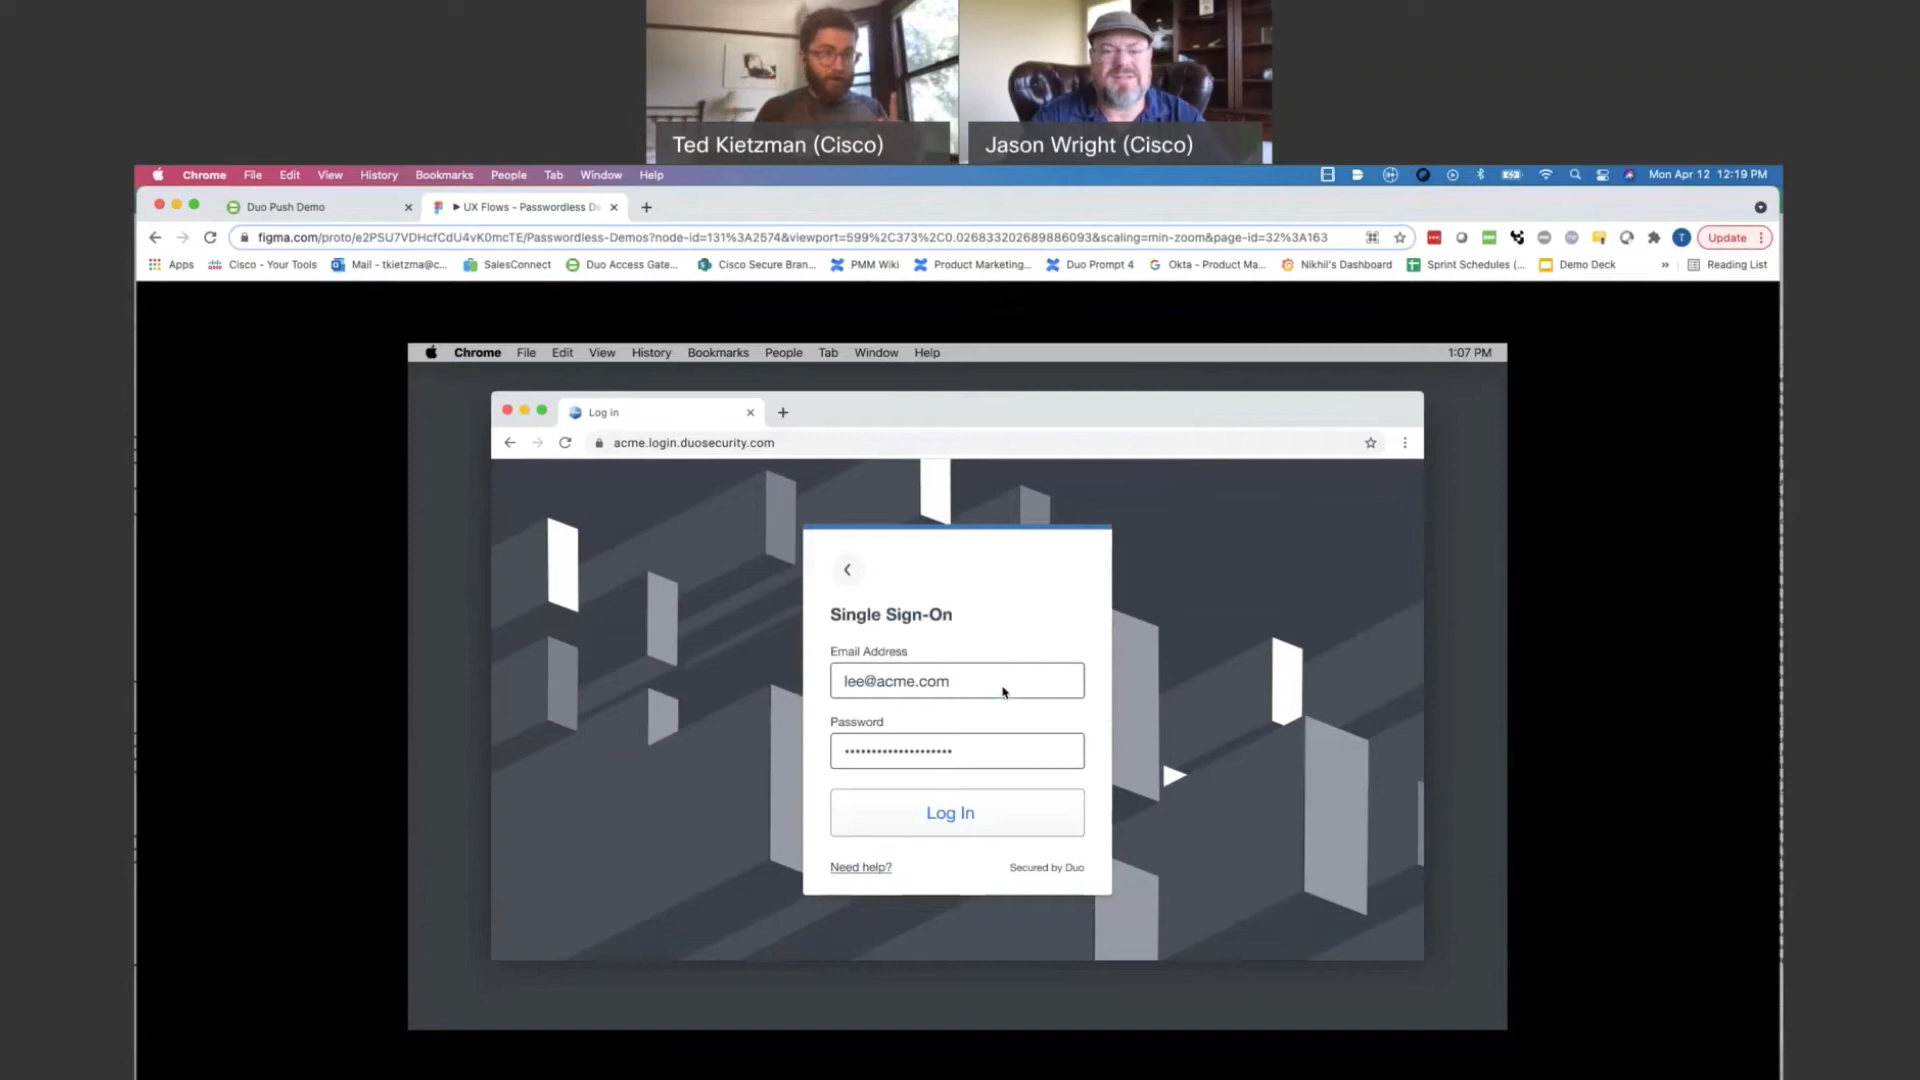 Ted Kietzman (Cisco)
Jason Wright (Cisco)
Chrome File Edit View History Bookmarks People Tab Window Help
Mon Apr 12 12:19 PM
Duo Push Demo
UX Flows - Passwordless De
figma.com/proto/e2PSU7VDHcfCdU4vK0mcTE/Passwordless-Demos?node-id=131%3A2574&viewport=599%2C373%2C0.026833202689886093&scaling=min-zoom&page-id=32%3A163
T
Update
Apps
Cisco - Your Tools
Mail - tkietzma@c...
SalesConnect
Duo Access Gate...
Cisco Secure Bran...
PMM Wiki
Product Marketing...
Duo Prompt 4
Okta - Product Ma...
Nikhil's Dashboard
Sprint Schedules (...
Demo Deck
»
Reading List
Chrome File Edit View History Bookmarks People Tab Window Help
1:07 PM
Log in
acme.login.duosecurity.com
Single Sign-On
Email Address
lee@acme.com
Password
••••••••••••••••••••
Log In
Need help?
Secured by Duo